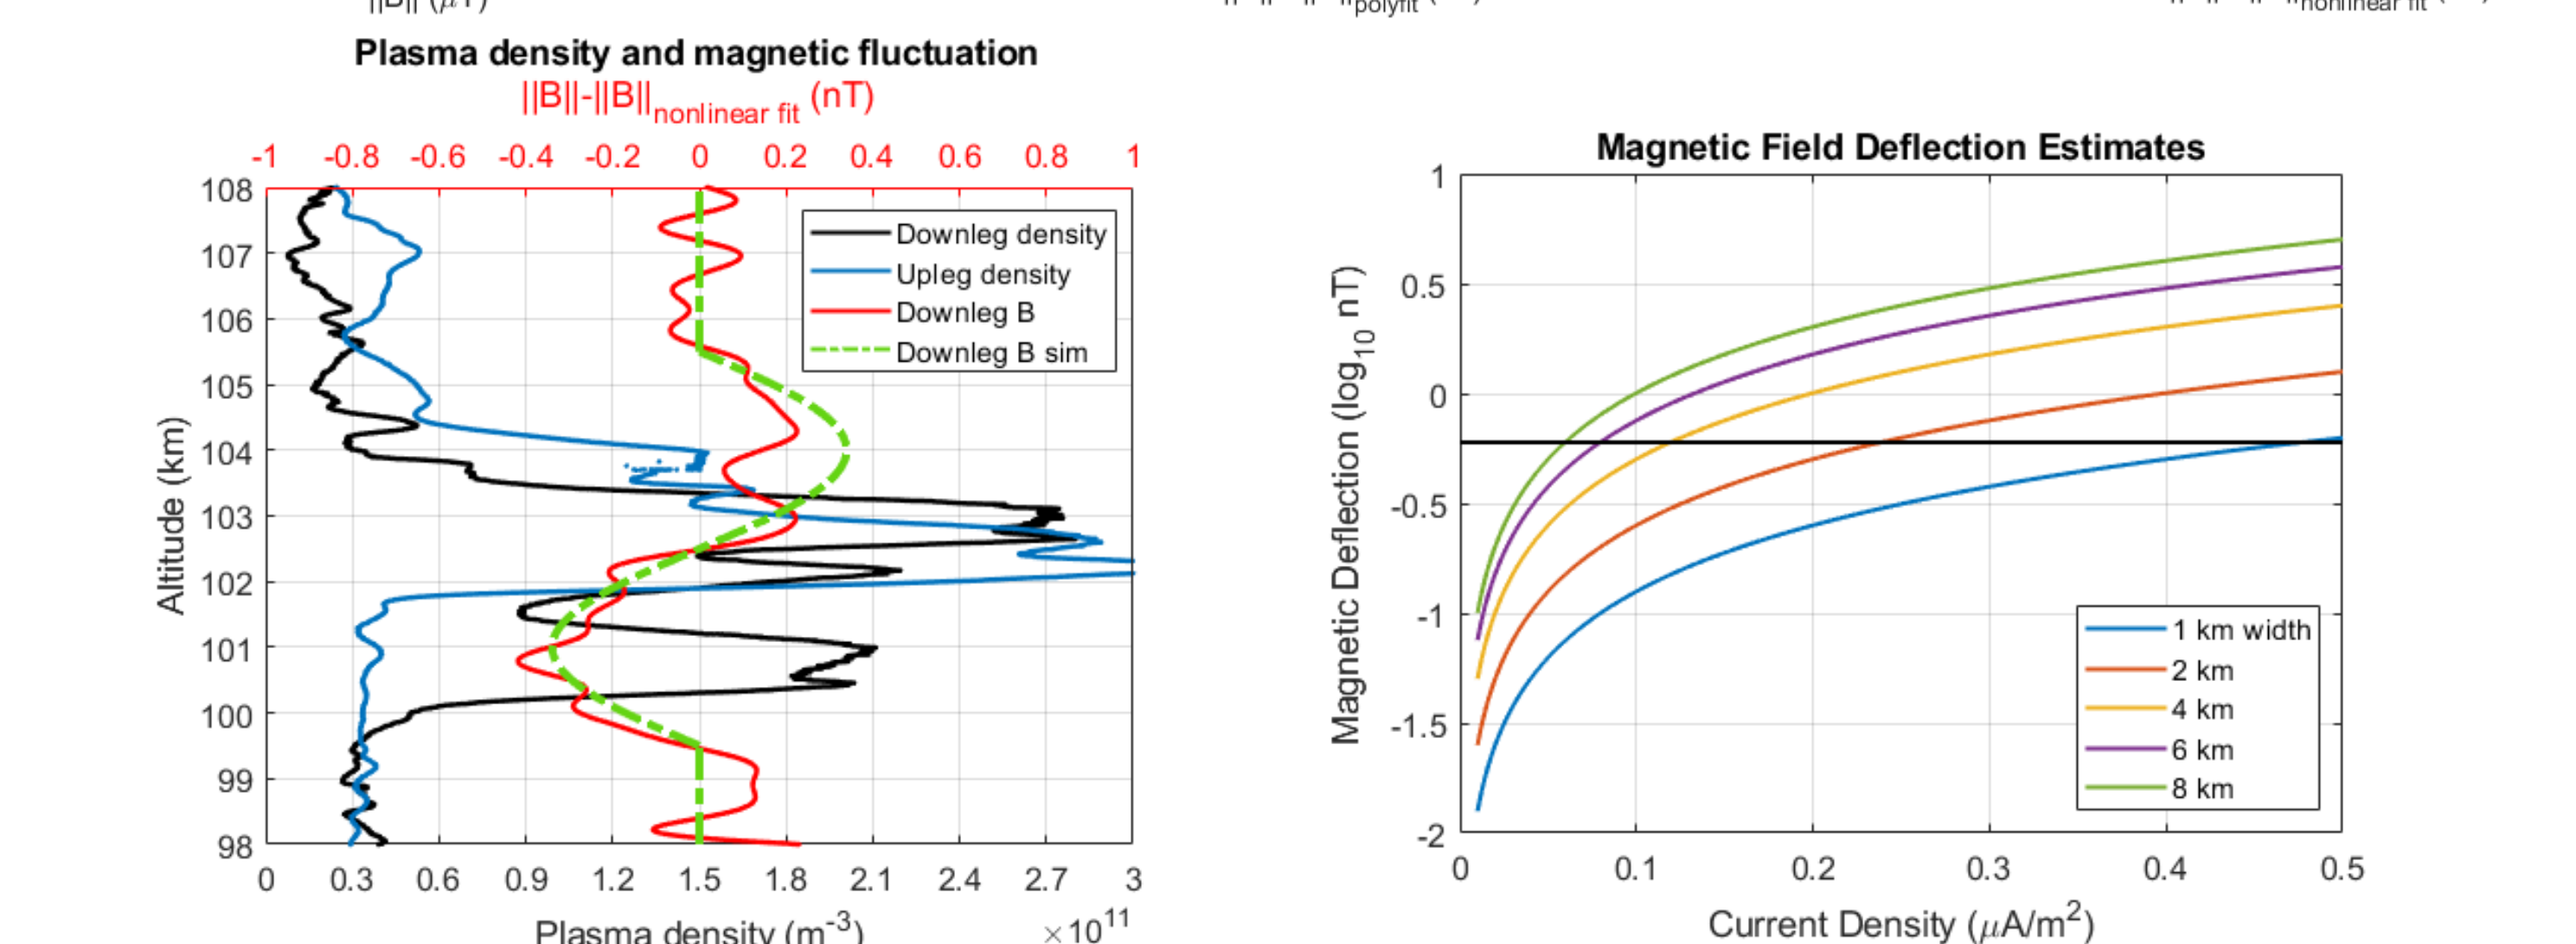 ||B|| (μT)
polyfit
nonlinear fit
Plasma density and magnetic fluctuation
||B||-||B||nonlinear fit (nT)
-1 -0.8 -0.6 -0.4 -0.2 0 0.2 0.4 0.6 0.8 1
108
107
106
105
104
103
102
101
100
99
98
Altitude (km)
Downleg density
Upleg density
Downleg B
Downleg B sim
0 0.3 0.6 0.9 1.2 1.5 1.8 2.1 2.4 2.7 3
×10^11
Plasma density (m^-3)
Magnetic Field Deflection Estimates
1
0.5
0
-0.5
-1
-1.5
-2
Magnetic Deflection (log10 nT)
1 km width
2 km
4 km
6 km
8 km
0 0.1 0.2 0.3 0.4 0.5
Current Density (μA/m^2)